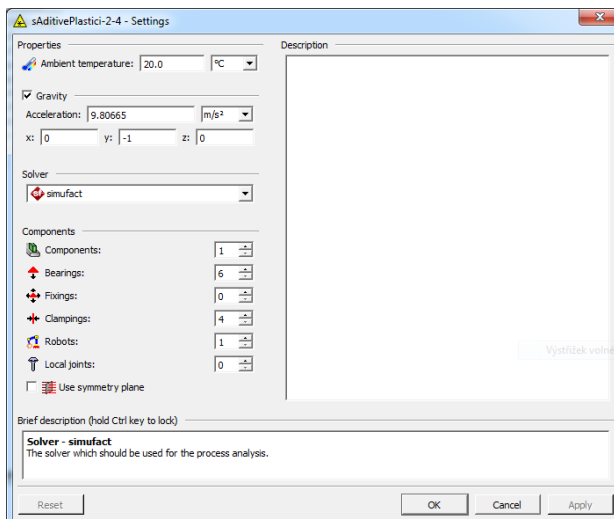 sAditivePlastici-2-4 - Settings
Properties
Ambient temperature: 20.0 °C
Gravity
Acceleration: 9.80665 m/s²
x: 0 y: -1 z: 0
Solver
simufact
Components
Components: 1
Bearings: 6
Fixings: 0
Clampings: 4
Robots: 1
Local joints: 0
Use symmetry plane
Description
Výstřižek volné
Brief description (hold Ctrl key to lock)
Solver - simufact
The solver which should be used for the process analysis.
Reset OK Cancel Apply